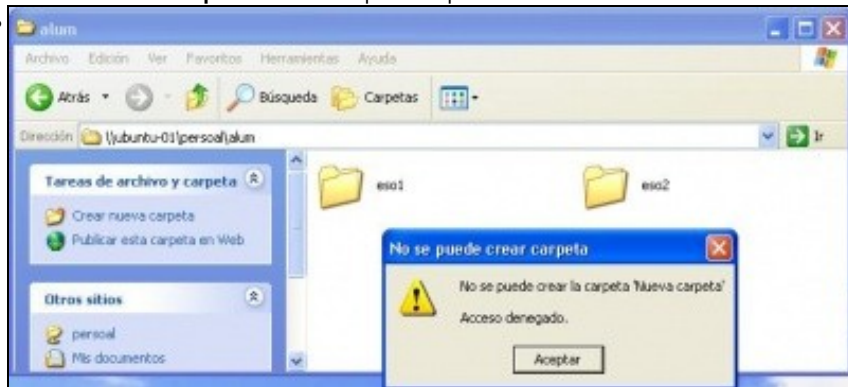 alum
Archivo Edición Ver Favoritos Herramientas Ayuda
Atrás Búsqueda Carpetas
Dirección \\ubuntu-01\persoal\alum Ir
Tareas de archivo y carpeta
eso1 eso2
Crear nueva carpeta
Publicar esta carpeta en Web
No se puede crear carpeta
No se puede crear la carpeta 'Nueva carpeta'
Otros sitios
Acceso denegado.
persoal
Mis documentos
Aceptar